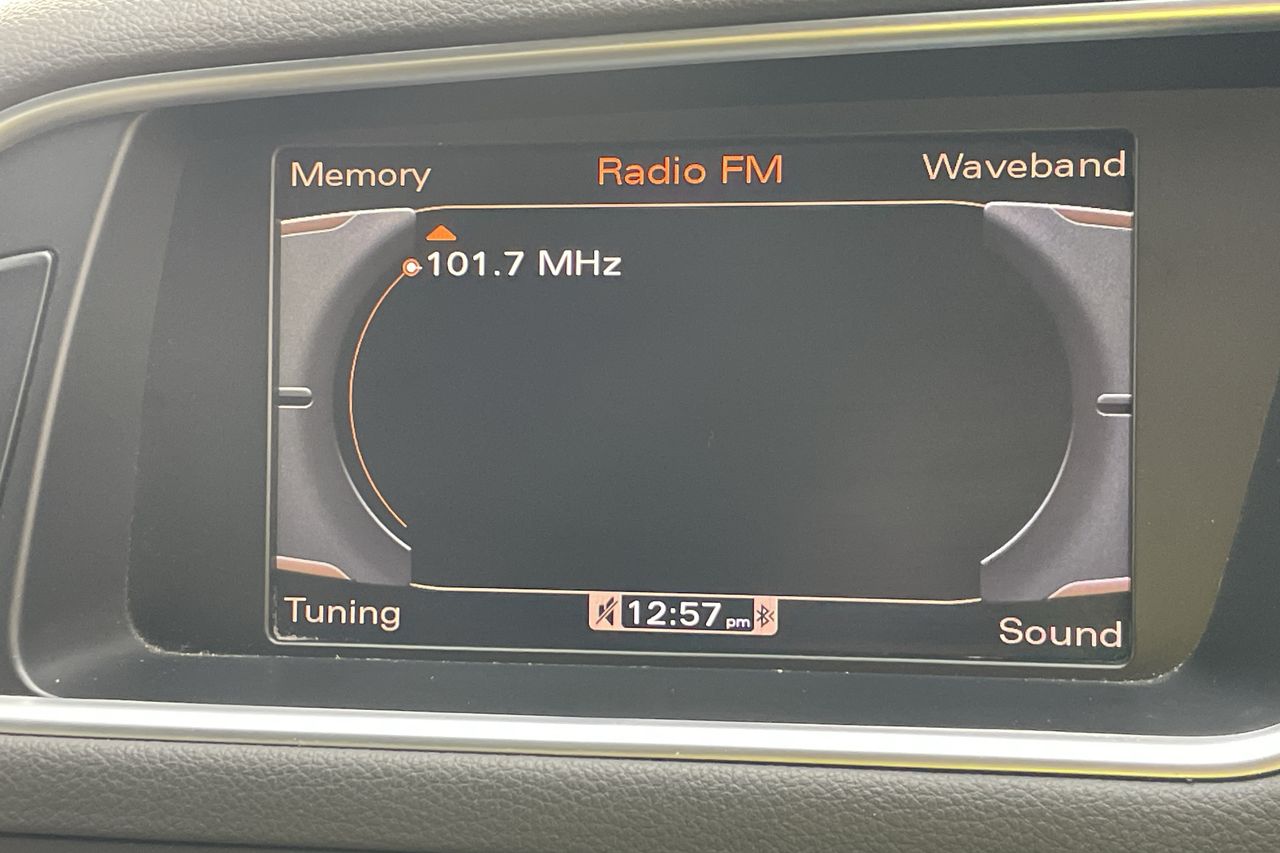 Memory
Radio FM
Waveband
101.7 MHz
Tuning
12:57 pm
Sound